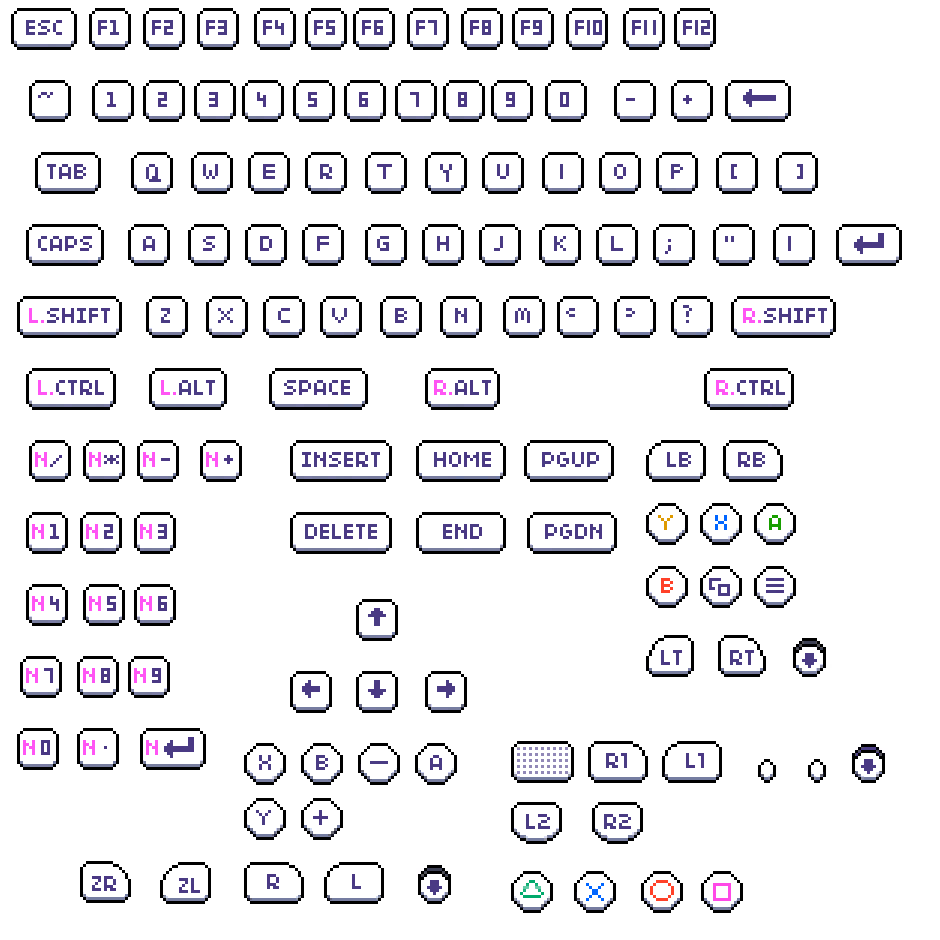 ESC F1 F2 F3 F4 F5 F6 F7 F8 F9 F10 F11 F12
~ 1 2 3 4 5 6 7 8 9 0 - + ←
TAB Q W E R T Y U I O P [ ]
CAPS A S D F G H J K L ; " | ↵
L.SHIFT Z X C V B N M < > ? R.SHIFT
L.CTRL L.ALT SPACE R.ALT R.CTRL
N/ N* N- N+ INSERT HOME PGUP LB RB
Y X A
N1 N2 N3 DELETE END PGDN
B
N4 N5 N6 ↑
LT RT ↓
N7 N8 N9 ← ↓ →
N0 N. N↵ X B − A R1 L1 ↓
Y + L2 R2
ZR ZL R L ↓